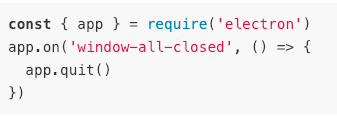 const { app } = require('electron')
app.on('window-all-closed', () => {
  app.quit()
})